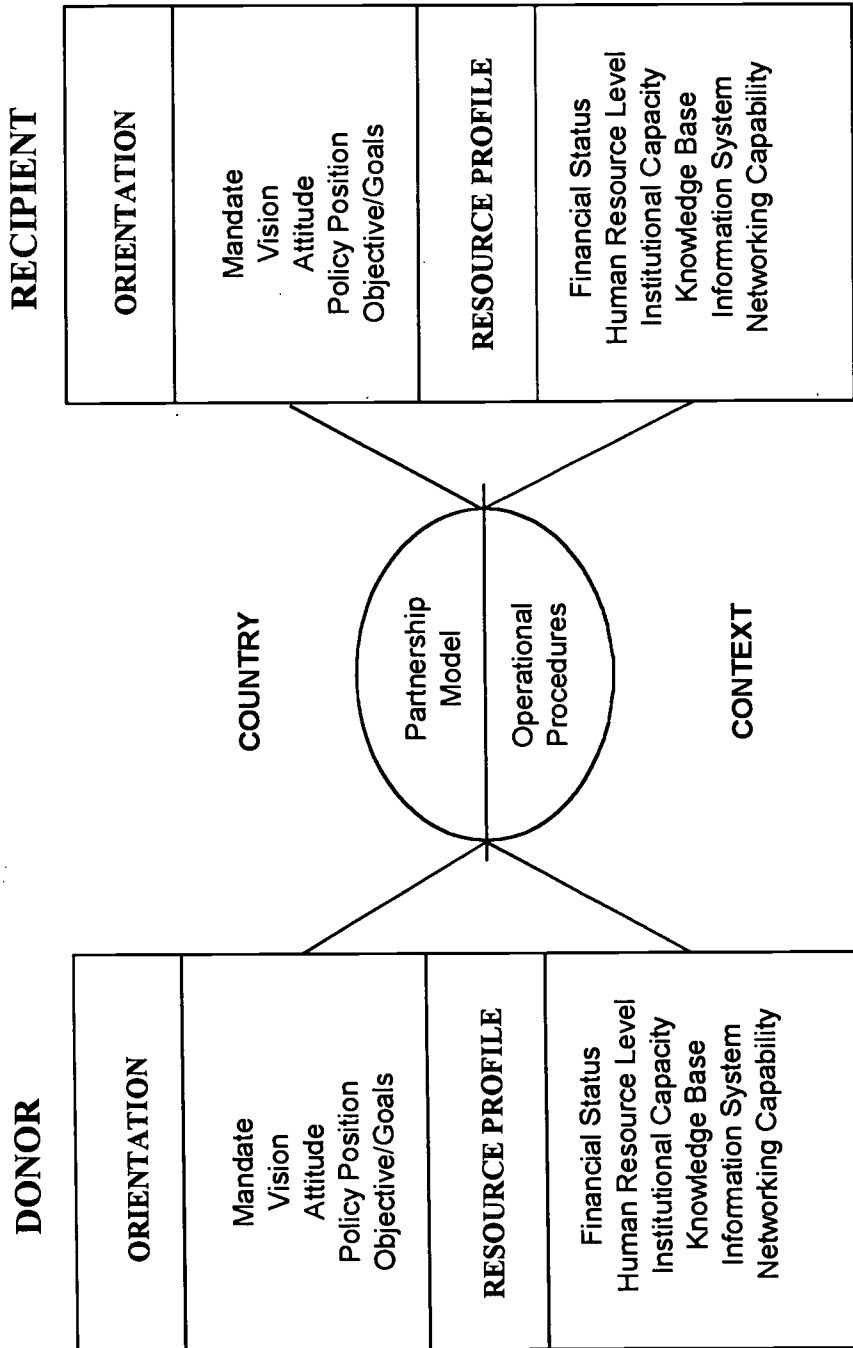 DONOR
ORIENTATION
Mandate
Vision
Attitude
Policy Position
Objective/Goals
RESOURCE PROFILE
Financial Status
Human Resource Level
Institutional Capacity
Knowledge Base
Information System
Networking Capability
COUNTRY
Partnership
Model
Operational
Procedures
CONTEXT
RECIPIENT
ORIENTATION
Mandate
Vision
Attitude
Policy Position
Objective/Goals
RESOURCE PROFILE
Financial Status
Human Resource Level
Institutional Capacity
Knowledge Base
Information System
Networking Capability